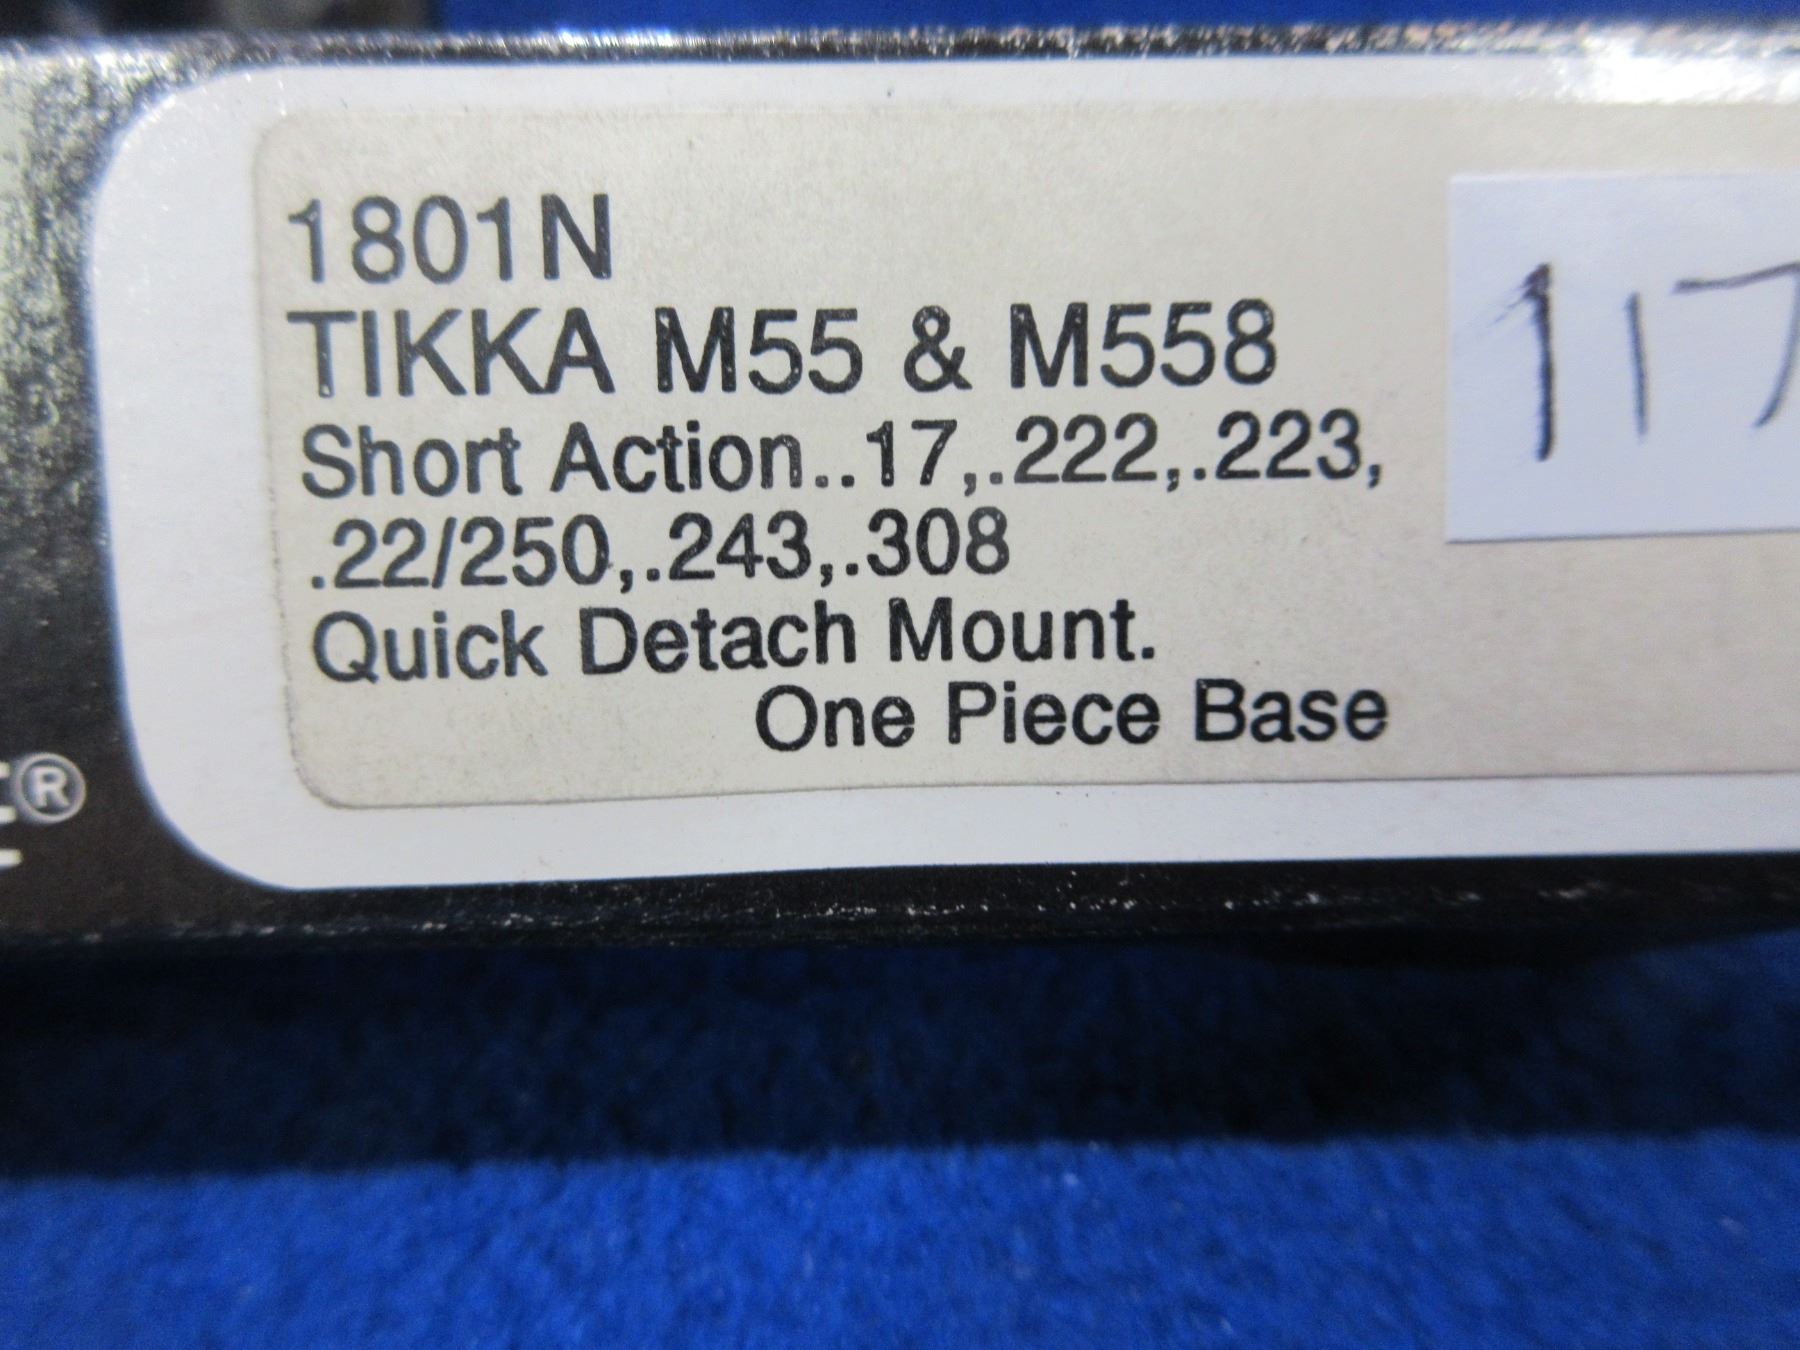 1801N
TIKKA M55 & M558
Short Action..17,.222,.223,
.22/250,.243,.308
Quick Detach Mount.
One Piece Base
117
®